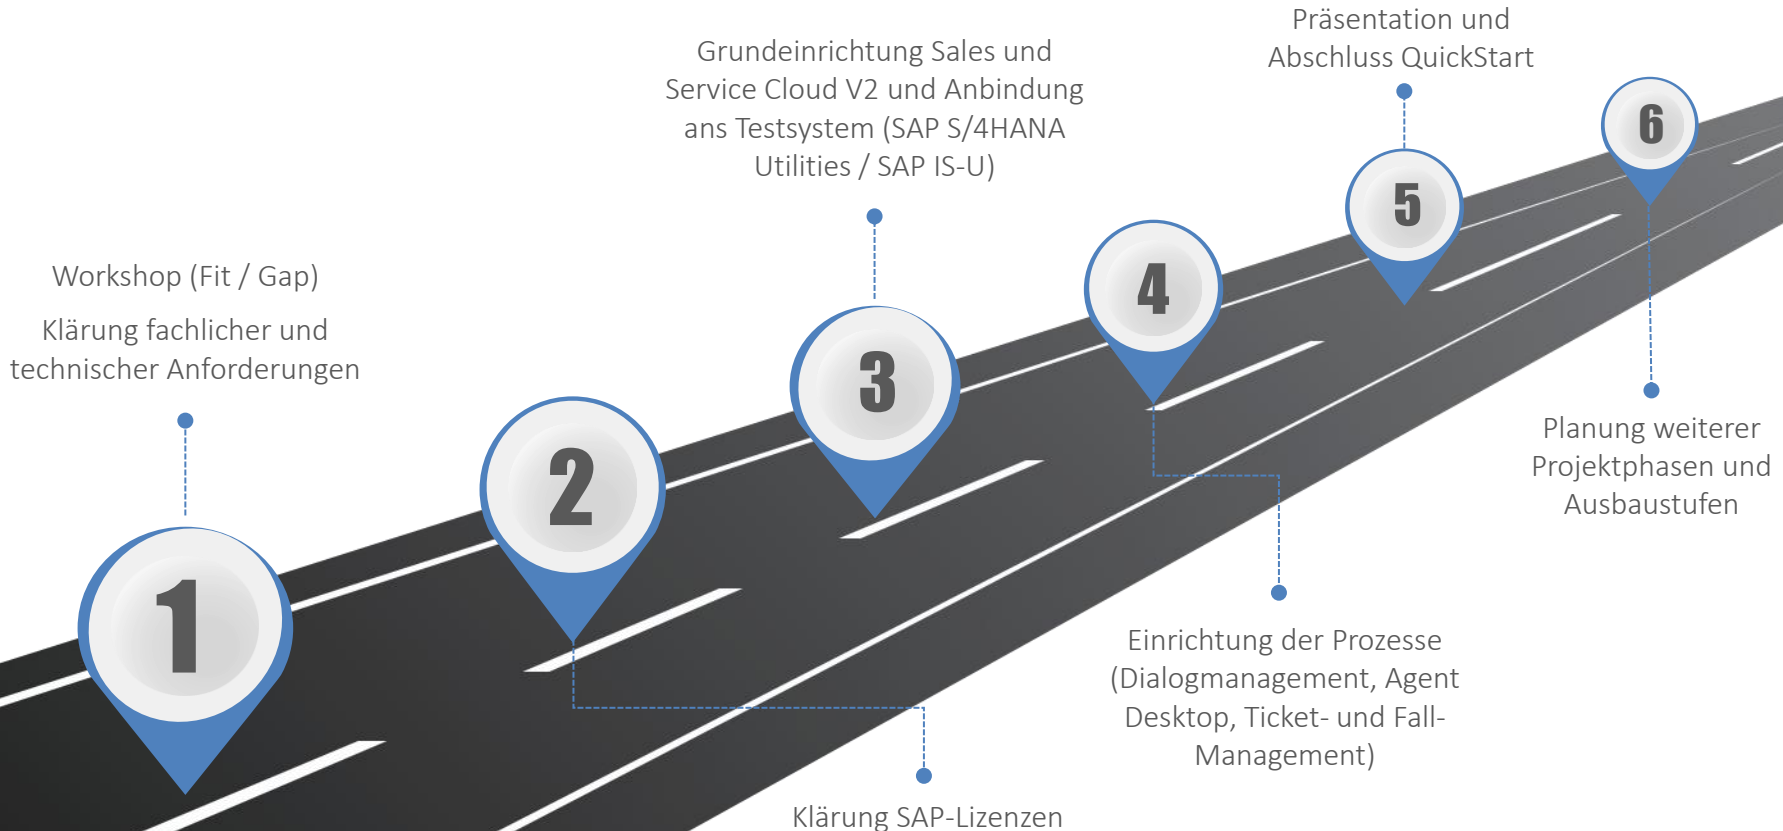 Workshop (Fit / Gap)
Klärung fachlicher und
technischer Anforderungen
1
2
Klärung SAP-Lizenzen
Grundeinrichtung Sales und
Service Cloud V2 und Anbindung
ans Testsystem (SAP S/4HANA
Utilities / SAP IS-U)
3
4
Einrichtung der Prozesse
(Dialogmanagement, Agent
Desktop, Ticket- und Fall-
Management)
Präsentation und
Abschluss QuickStart
5
6
Planung weiterer
Projektphasen und
Ausbaustufen